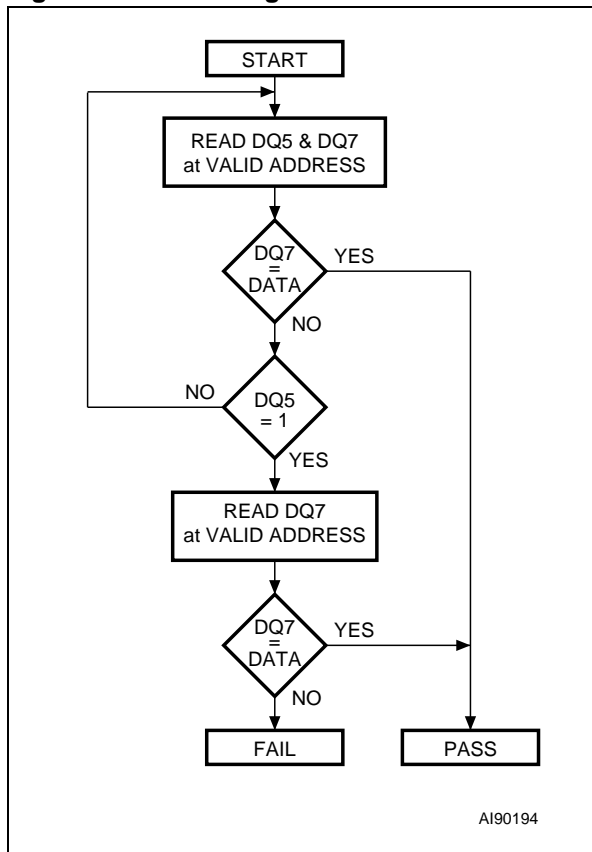 START
READ DQ5 & DQ7
at VALID ADDRESS
DQ7
=
DATA
YES
NO
DQ5
= 1
NO
YES
READ DQ7
at VALID ADDRESS
DQ7
=
DATA
YES
NO
FAIL
PASS
AI90194